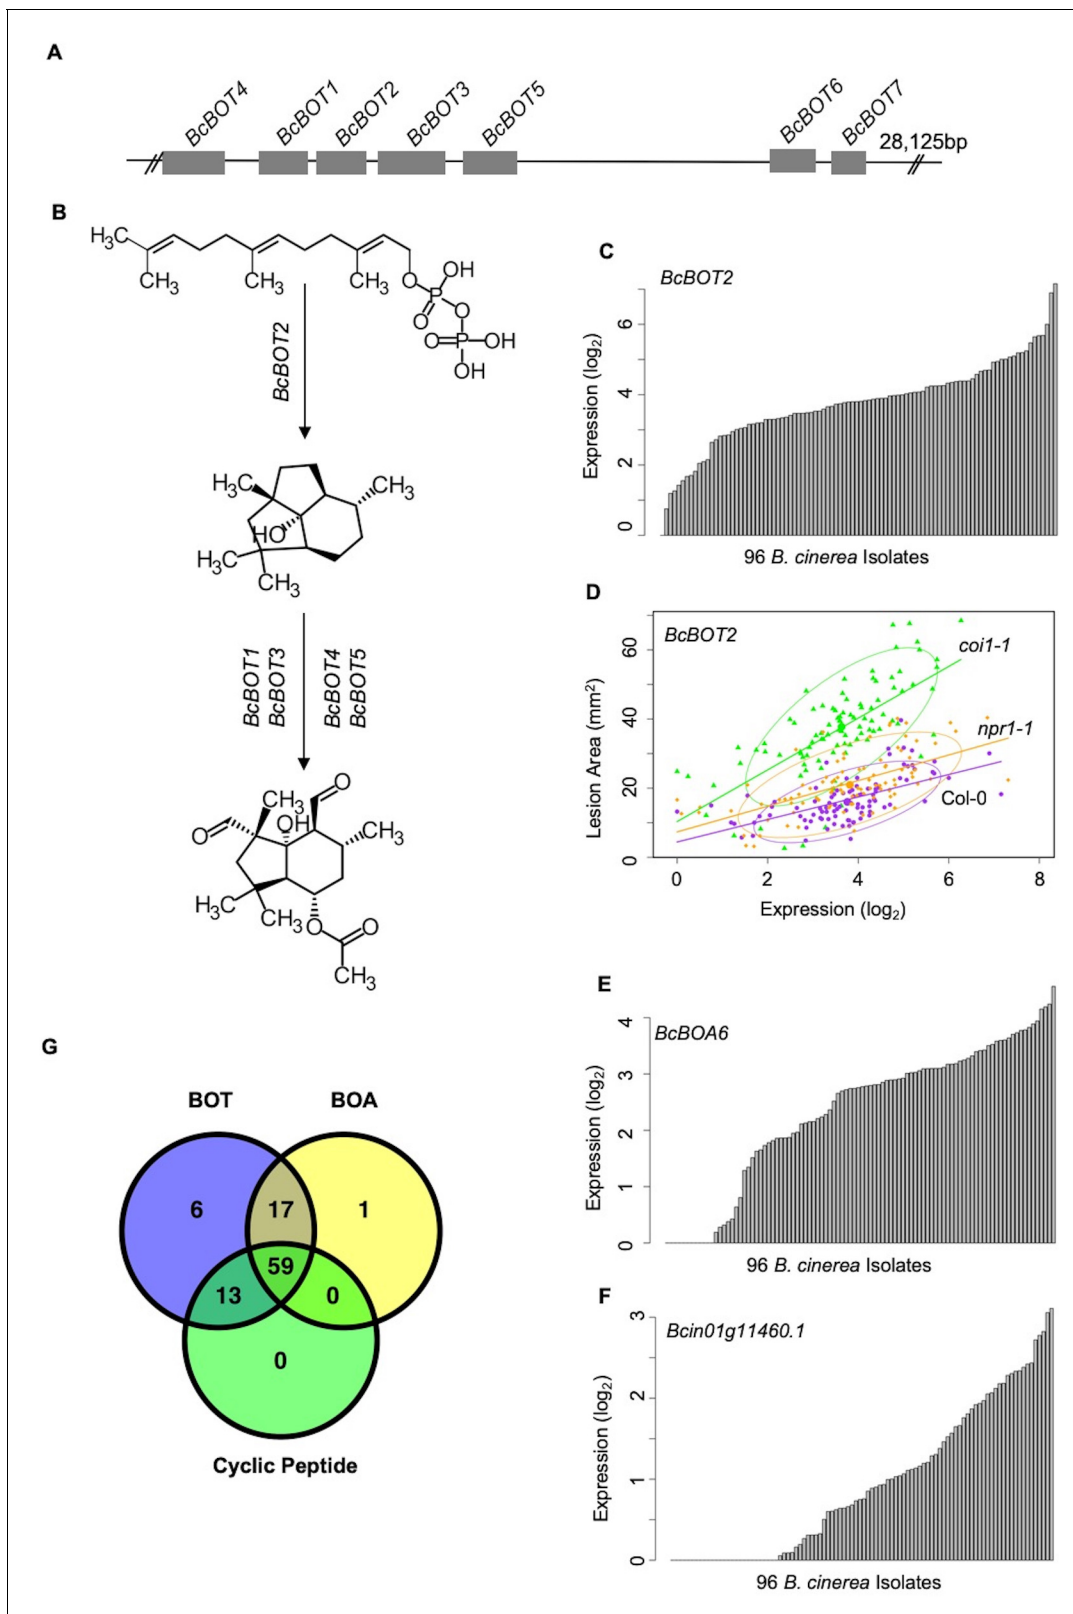 A
BcBOT4
BcBOT1
BcBOT2
BcBOT3
BcBOT5
BcBOT6
BcBOT7
28,125bp
B
H3C
CH3
CH3
CH3
O
OH
P
O
O
O=P-OH
OH
BcBOT2
H3C
CH3
HO
H3C
CH3
BcBOT1
BcBOT3
BcBOT4
BcBOT5
O
CH3
O
OH
CH3
H3C
CH3
O
O
CH3
C
BcBOT2
Expression (log2)
6
4
2
0
96 B. cinerea Isolates
D
BcBOT2
coi1-1
npr1-1
Col-0
Lesion Area (mm2)
60
40
20
0
0 2 4 6 8
Expression (log2)
E
BcBOA6
Expression (log2)
4
3
2
1
0
96 B. cinerea Isolates
F
Bcin01g11460.1
Expression (log2)
3
2
1
0
96 B. cinerea Isolates
G
BOT BOA
6 17 1
59
13 0
0
Cyclic Peptide